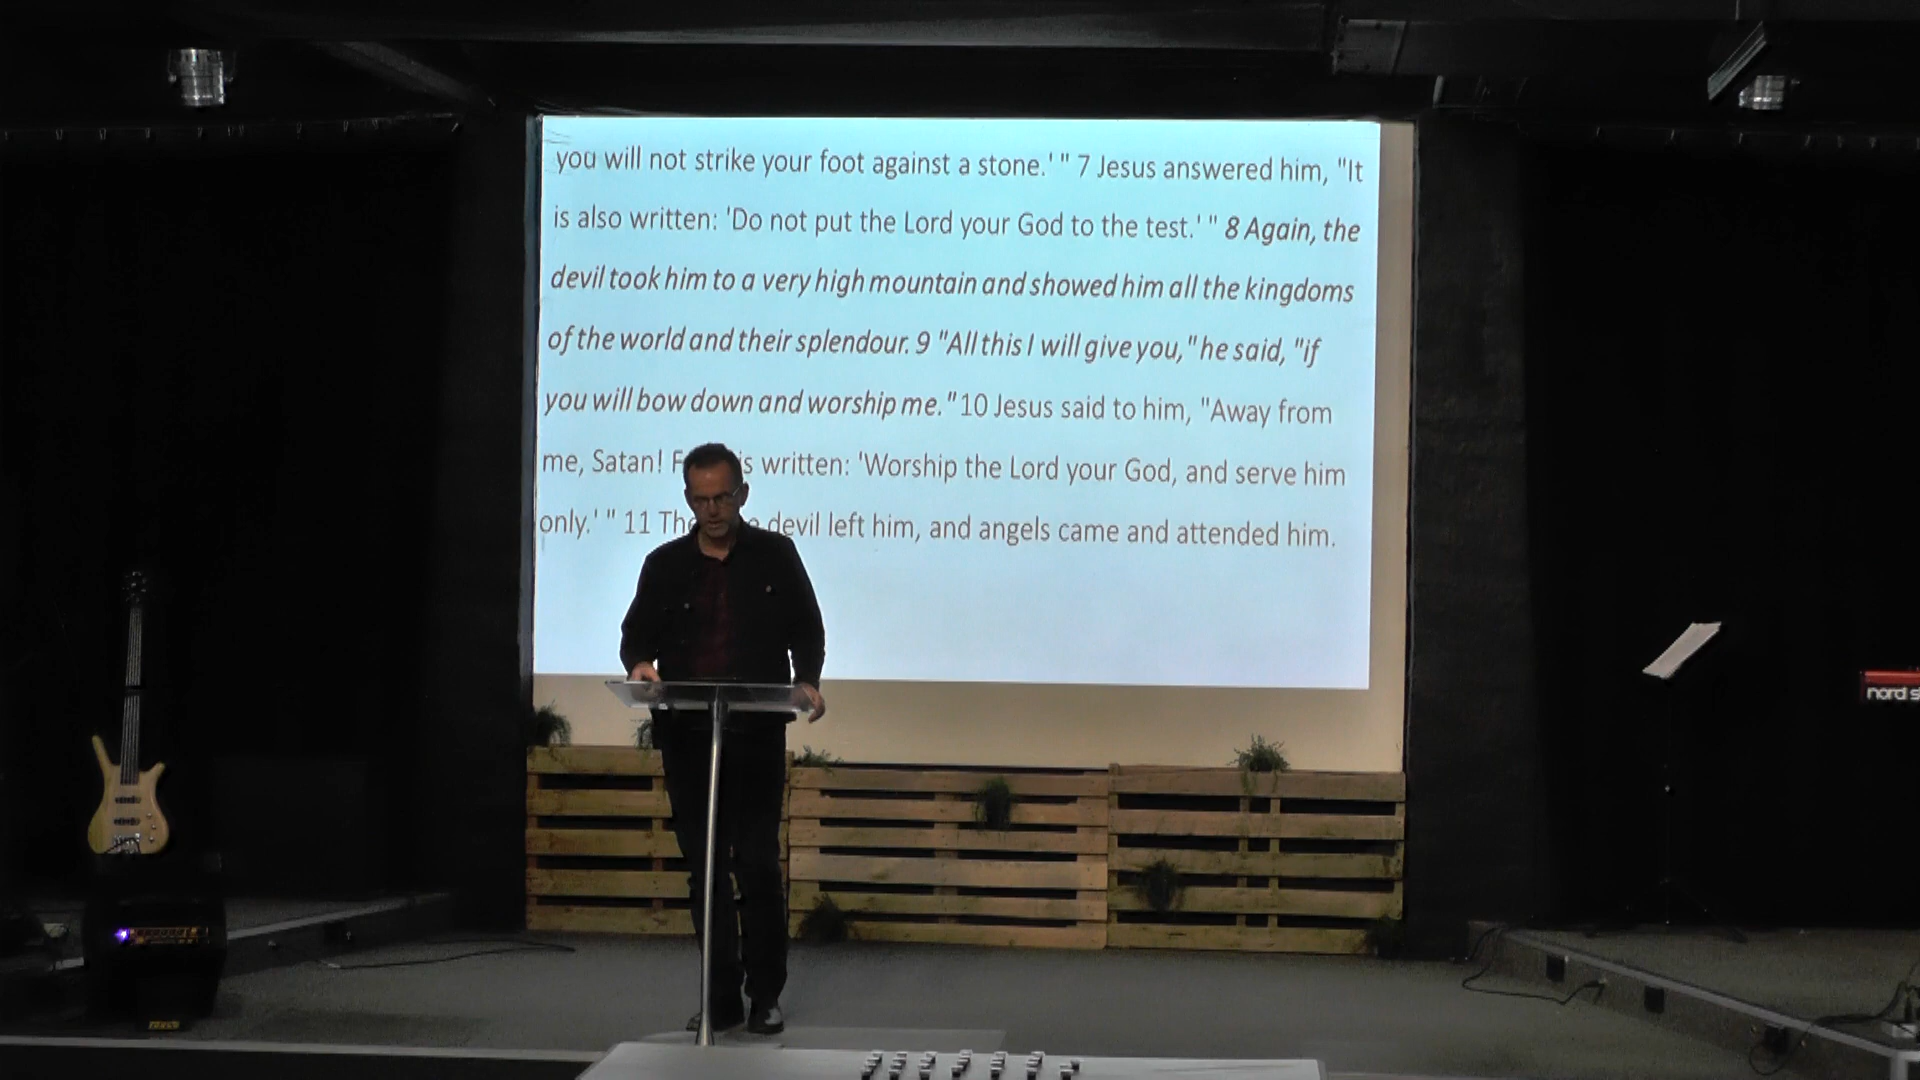 you will not strike your foot against a stone.' " 7 Jesus answered him, "It
is also written: 'Do not put the Lord your God to the test.' " 8 Again, the
devil took him to a very high mountain and showed him all the kingdoms
of the world and their splendour. 9 "All this I will give you," he said, "if
you will bow down and worship me." 10 Jesus said to him, "Away from
me, Satan! is written: 'Worship the Lord your God, and serve him
only.' " 11 devil left him, and angels came and attended him.
nord